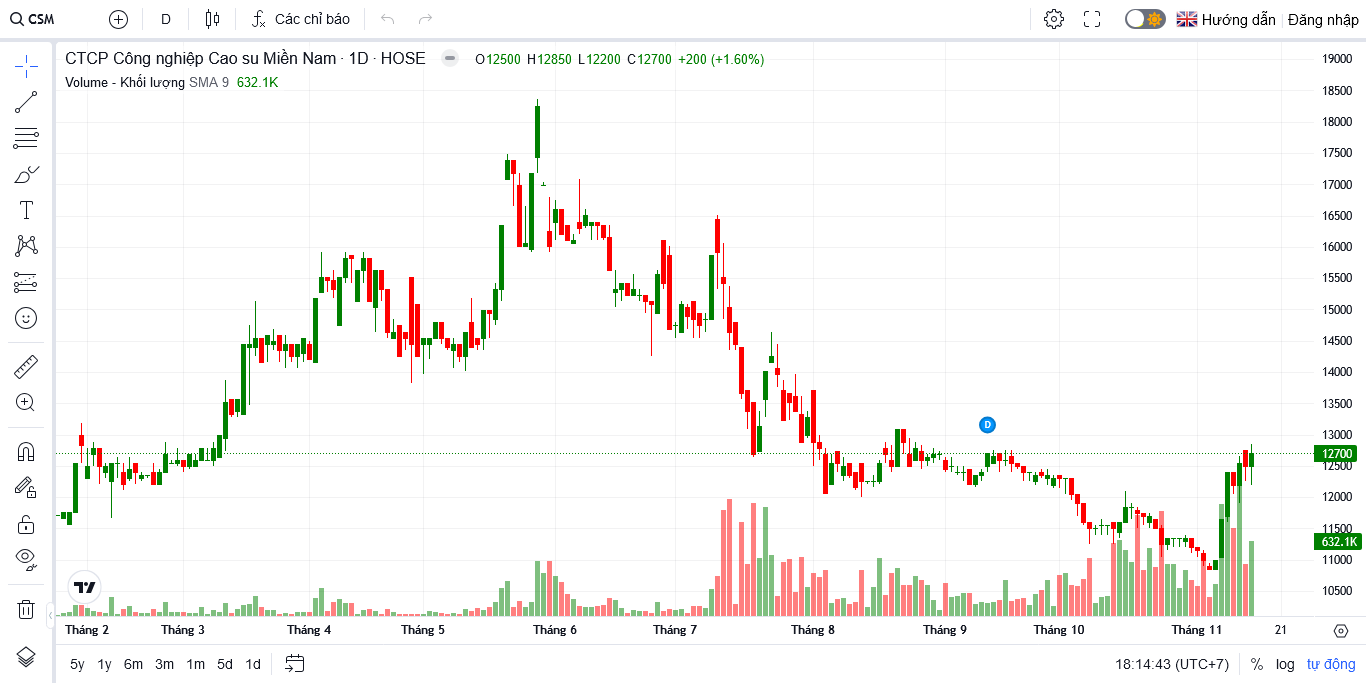 CSM D Các chỉ báo Hướng dẫn Đăng nhập
CTCP Công nghiệp Cao su Miền Nam · 1D · HOSE O12500 H12850 L12200 C12700 +200 (+1.60%)
Volume - Khối lượng SMA 9 632.1K
19000
18500
18000
17500
17000
16500
16000
15500
15000
14500
14000
13500
D
13000
12700
12500
12000
11500
632.1K
11000
10500
Tháng 2 Tháng 3 Tháng 4 Tháng 5 Tháng 6 Tháng 7 Tháng 8 Tháng 9 Tháng 10 Tháng 11 21
5y 1y 6m 3m 1m 5d 1d 18:14:43 (UTC+7) % log tự động